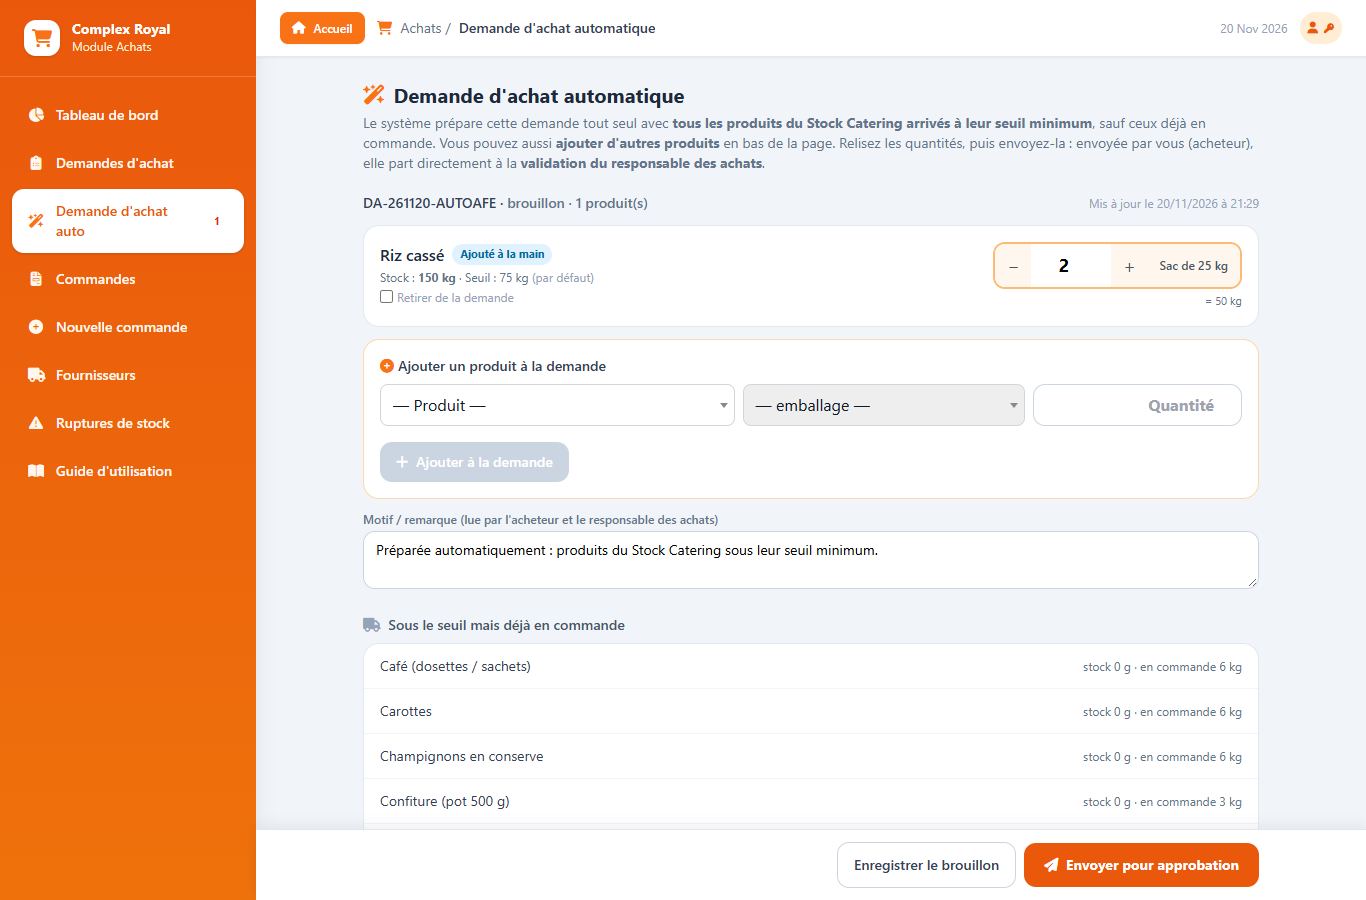 Complex Royal
Module Achats
Tableau de bord
Demandes d'achat
Demande d'achat
auto
1
Commandes
Nouvelle commande
Fournisseurs
Ruptures de stock
Guide d'utilisation
Accueil
Achats / Demande d'achat automatique
20 Nov 2026
Demande d'achat automatique
Le système prépare cette demande tout seul avec tous les produits du Stock Catering arrivés à leur seuil minimum, sauf ceux déjà en
commande. Vous pouvez aussi ajouter d'autres produits en bas de la page. Relisez les quantités, puis envoyez-la : envoyée par vous (acheteur),
elle part directement à la validation du responsable des achats.
DA-261120-AUTOAFE · brouillon · 1 produit(s)
Mis à jour le 20/11/2026 à 21:29
Riz cassé Ajouté à la main
Stock : 150 kg · Seuil : 75 kg (par défaut)
Retirer de la demande
− 2 + Sac de 25 kg
= 50 kg
Ajouter un produit à la demande
— Produit —
— emballage —
Quantité
+ Ajouter à la demande
Motif / remarque (lue par l'acheteur et le responsable des achats)
Préparée automatiquement : produits du Stock Catering sous leur seuil minimum.
Sous le seuil mais déjà en commande
Café (dosettes / sachets) stock 0 g · en commande 6 kg
Carottes stock 0 g · en commande 6 kg
Champignons en conserve stock 0 g · en commande 6 kg
Confiture (pot 500 g) stock 0 g · en commande 3 kg
Enregistrer le brouillon
Envoyer pour approbation